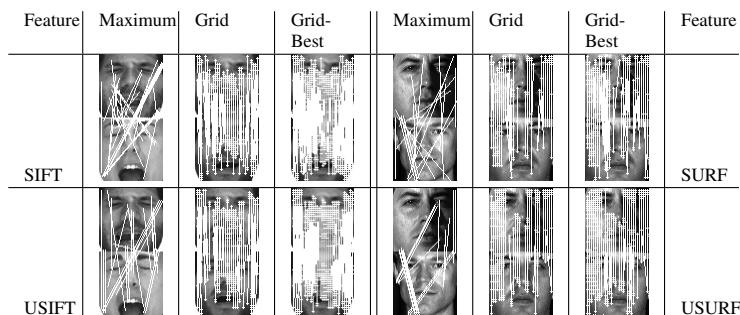 Feature Maximum Grid Grid-Best Maximum Grid Grid-Best Feature
SIFT SURF
USIFT USURF